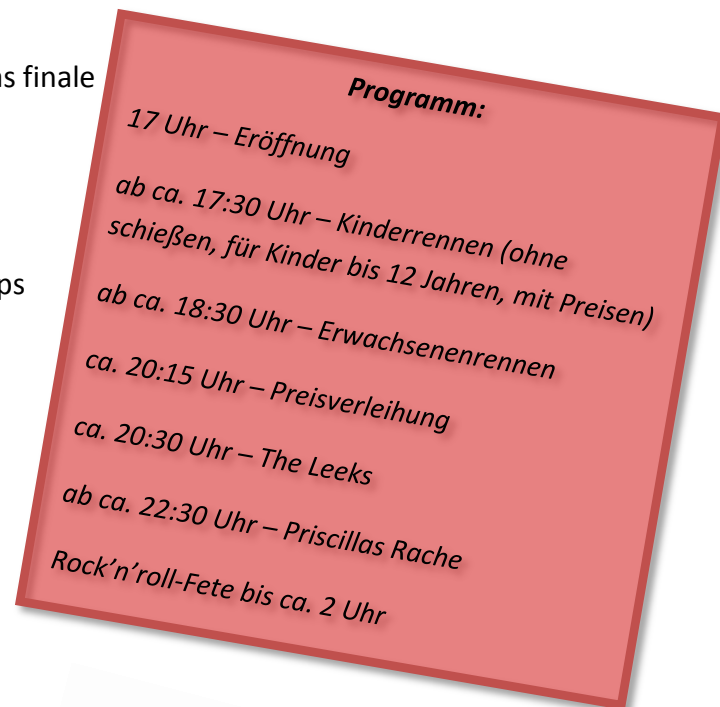 ns finale
ps
Programm:
17 Uhr – Eröffnung
ab ca. 17:30 Uhr – Kinderrennen (ohne
schießen, für Kinder bis 12 Jahren, mit Preisen)
ab ca. 18:30 Uhr – Erwachsenenrennen
ca. 20:15 Uhr – Preisverleihung
ca. 20:30 Uhr – The Leeks
ab ca. 22:30 Uhr – Priscillas Rache
Rock’n’roll-Fete bis ca. 2 Uhr